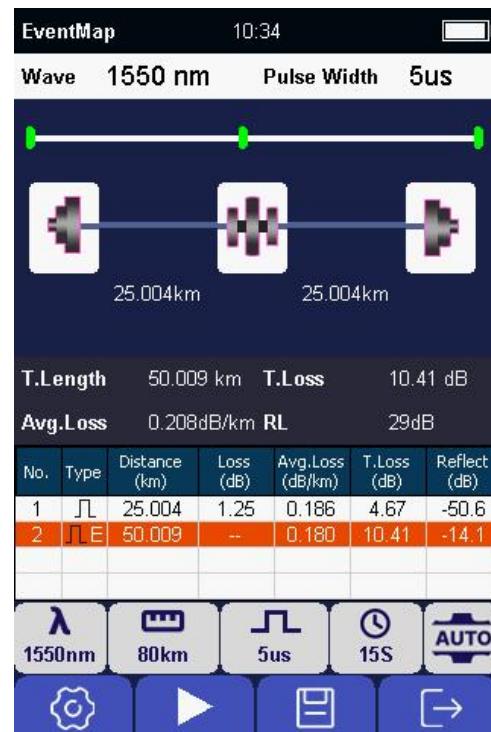 EventMap 10:34
Wave 1550 nm Pulse Width 5us
25.004km 25.004km
T.Length 50.009 km T.Loss 10.41 dB
Avg.Loss 0.208dB/km RL 29dB
No. Type Distance (km) Loss (dB) Avg.Loss (dB/km) T.Loss (dB) Reflect (dB)
1 25.004 1.25 0.186 4.67 -50.6
2 E 50.009 -- 0.180 10.41 -14.1
λ AUTO
1550nm 80km 5us 15S